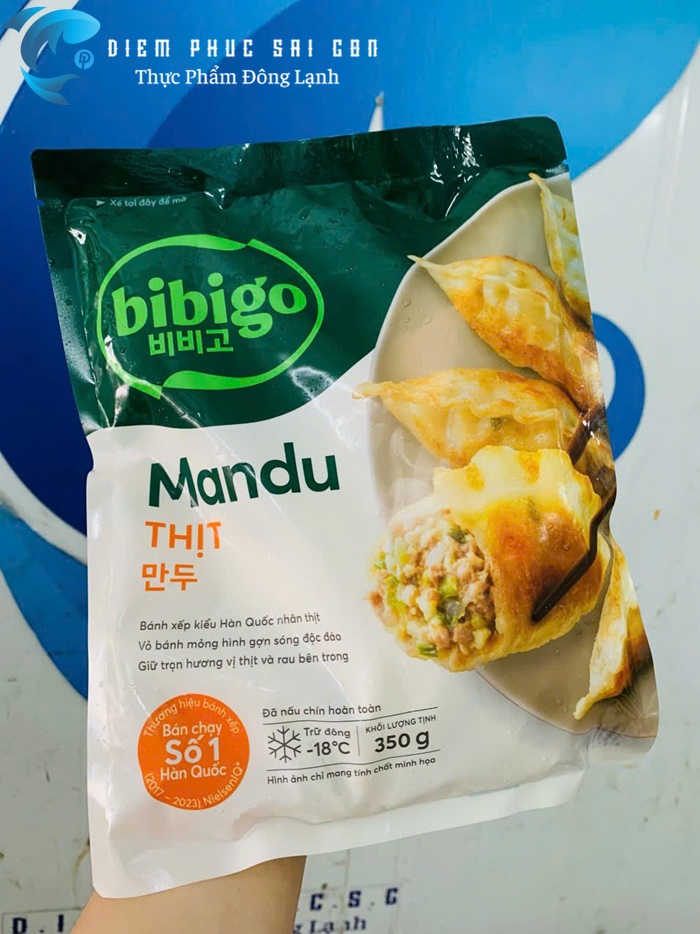 DIEM PHUC SAI GON
Thực Phẩm Đông Lạnh
Xé tại đây để mở
bibigo
비비고
Mandu
THỊT
만두
Bánh xếp kiểu Hàn Quốc nhân thịt
Vỏ bánh mỏng hình gợn sóng độc đáo
Giữ trọn hương vị thịt và rau bên trong
Thương hiệu bánh xếp
Bán chạy
Số 1
Hàn Quốc
(2017 - 2023) NielsenIQ*
Đã nấu chín hoàn toàn
Trữ đông
-18°C
KHỐI LƯỢNG TỊNH
350 g
Hình ảnh chỉ mang tính chất minh họa
C.S.C
Lạnh